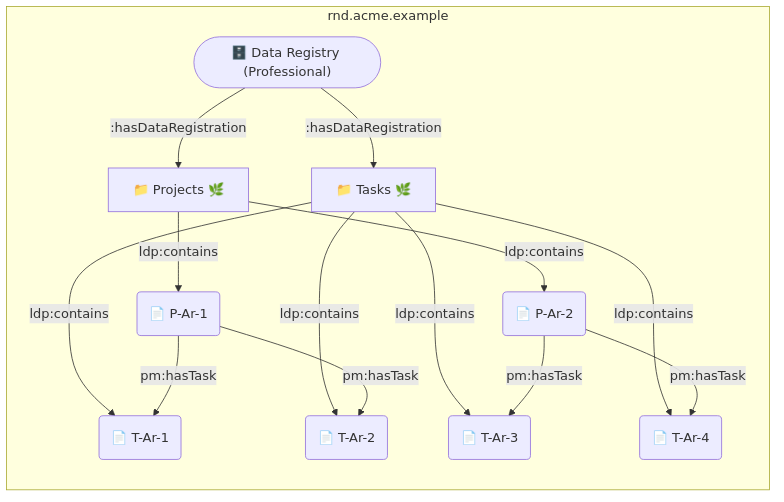 rnd.acme.example
🗄️ Data Registry
(Professional)
:hasDataRegistration
:hasDataRegistration
📁 Projects 🌿
📁 Tasks 🌿
ldp:contains
ldp:contains
ldp:contains
ldp:contains
ldp:contains
ldp:contains
📄 P-Ar-1
📄 P-Ar-2
pm:hasTask
pm:hasTask
pm:hasTask
pm:hasTask
📄 T-Ar-1
📄 T-Ar-2
📄 T-Ar-3
📄 T-Ar-4